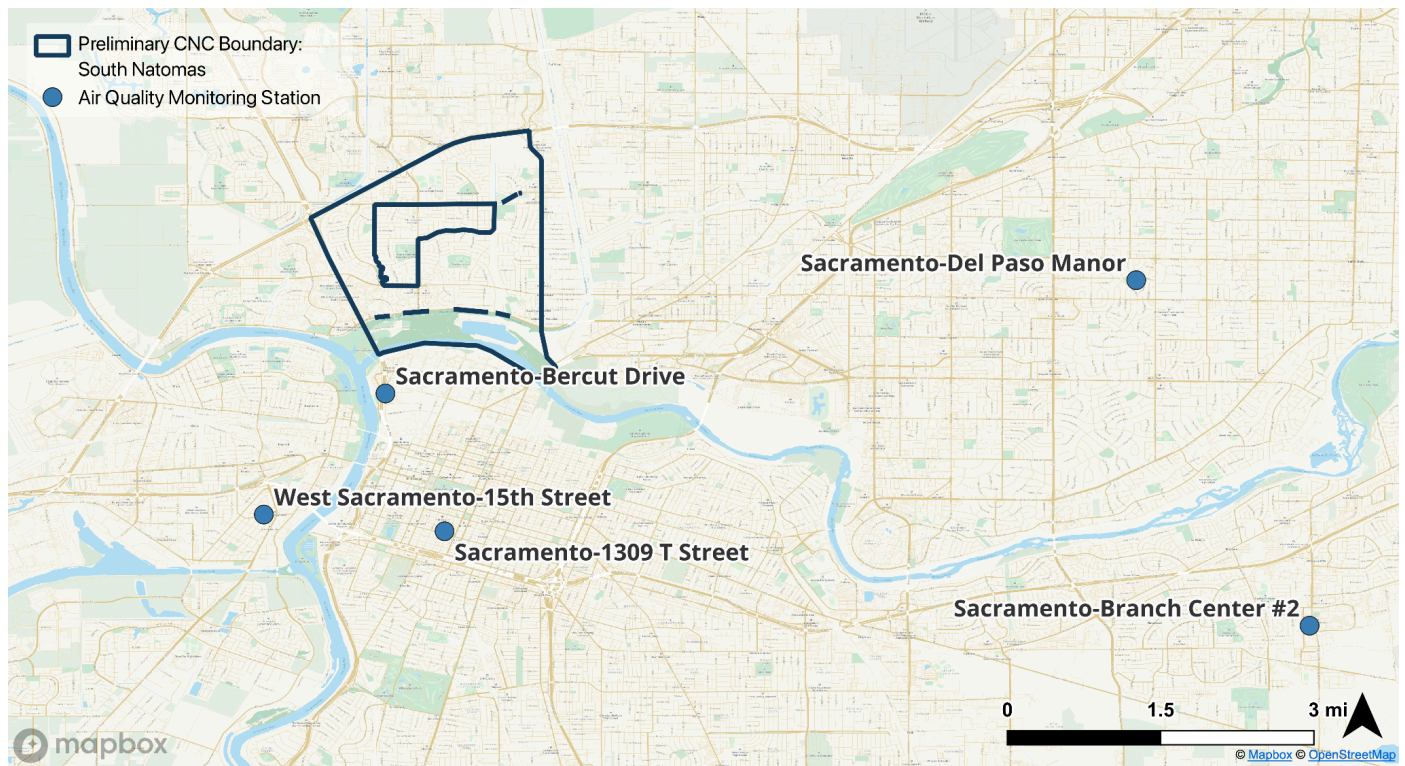 Preliminary CNC Boundary:
South Natomas
Air Quality Monitoring Station
Sacramento-Del Paso Manor
Sacramento-Bercut Drive
West Sacramento-15th Street
Sacramento-1309 T Street
Sacramento-Branch Center #2
0 1.5 3 mi
mapbox
© Mapbox © OpenStreetMap